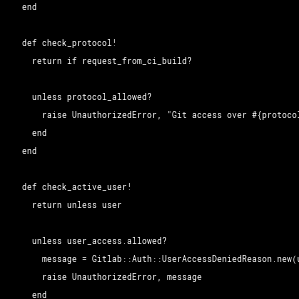 end
def check_protocol!
return if request_from_ci_build?
unless protocol_allowed?
raise UnauthorizedError, "Git access over #{protocol
end
end
def check_active_user!
return unless user
unless user_access.allowed?
message = Gitlab::Auth::UserAccessDeniedReason.new(u
raise UnauthorizedError, message
end